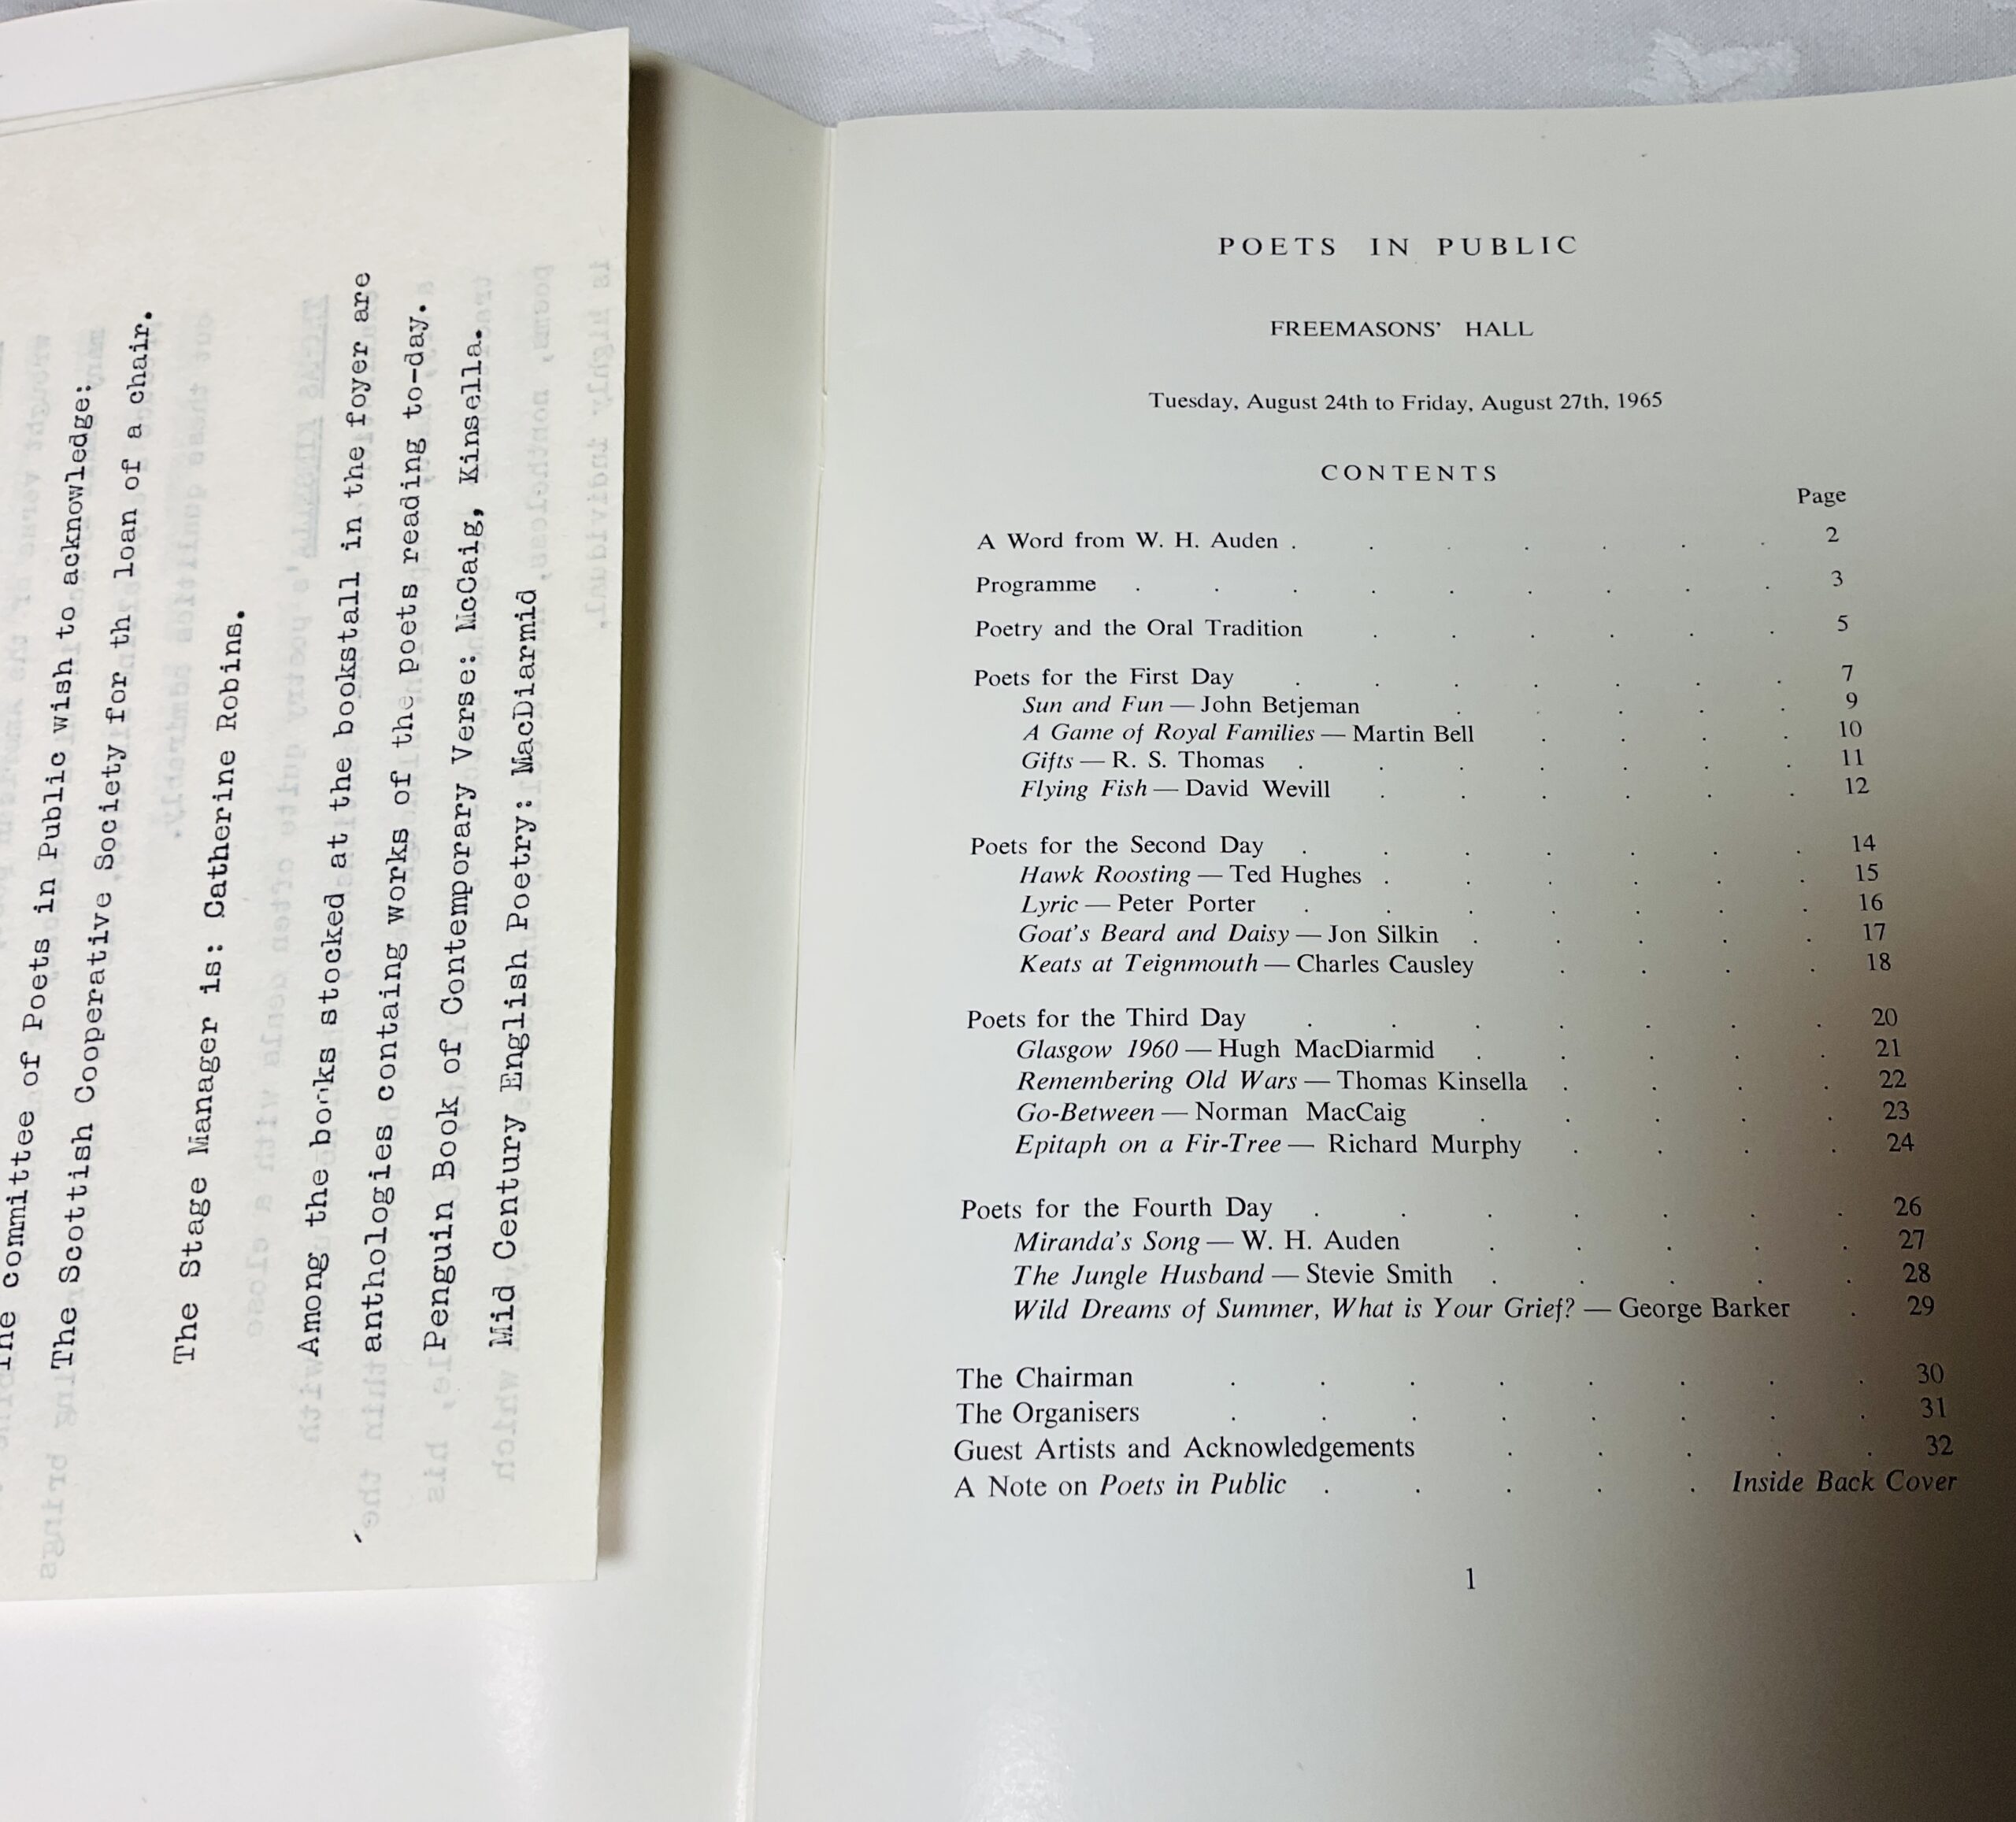 The committee of Poets in Public wish to acknowledge:
The Scottish Cooperative Society for th loan of a chair.
The Stage Manager is: Catherine Robins.
Among the books stocked at the bookstall in the foyer are
anthologies containg works of the poets reading to-day.
Penguin Book of Contemporary Verse: McCaig, Kinsella.
Mid Century English Poetry: MacDiarmid
POETS IN PUBLIC
FREEMASONS' HALL
Tuesday, August 24th to Friday, August 27th, 1965
CONTENTS
Page
A Word from W. H. Auden . . . . . . . 2
Programme . . . . . . . . . 3
Poetry and the Oral Tradition . . . . . . 5
Poets for the First Day . . . . . . . 7
Sun and Fun — John Betjeman . . . . . 9
A Game of Royal Families — Martin Bell . . . . 10
Gifts — R. S. Thomas . . . . . . . 11
Flying Fish — David Wevill . . . . . . 12
Poets for the Second Day . . . . . . . 14
Hawk Roosting — Ted Hughes . . . . . . 15
Lyric — Peter Porter . . . . . . . 16
Goat's Beard and Daisy — Jon Silkin . . . . . 17
Keats at Teignmouth — Charles Causley . . . . 18
Poets for the Third Day . . . . . . . 20
Glasgow 1960 — Hugh MacDiarmid . . . . . 21
Remembering Old Wars — Thomas Kinsella . . . . 22
Go-Between — Norman MacCaig . . . . . 23
Epitaph on a Fir-Tree — Richard Murphy . . . . 24
Poets for the Fourth Day . . . . . . . 26
Miranda's Song — W. H. Auden . . . . . 27
The Jungle Husband — Stevie Smith . . . . . 28
Wild Dreams of Summer, What is Your Grief? — George Barker . 29
The Chairman . . . . . . . . 30
The Organisers . . . . . . . . 31
Guest Artists and Acknowledgements . . . . . 32
A Note on Poets in Public . . . . . Inside Back Cover
1